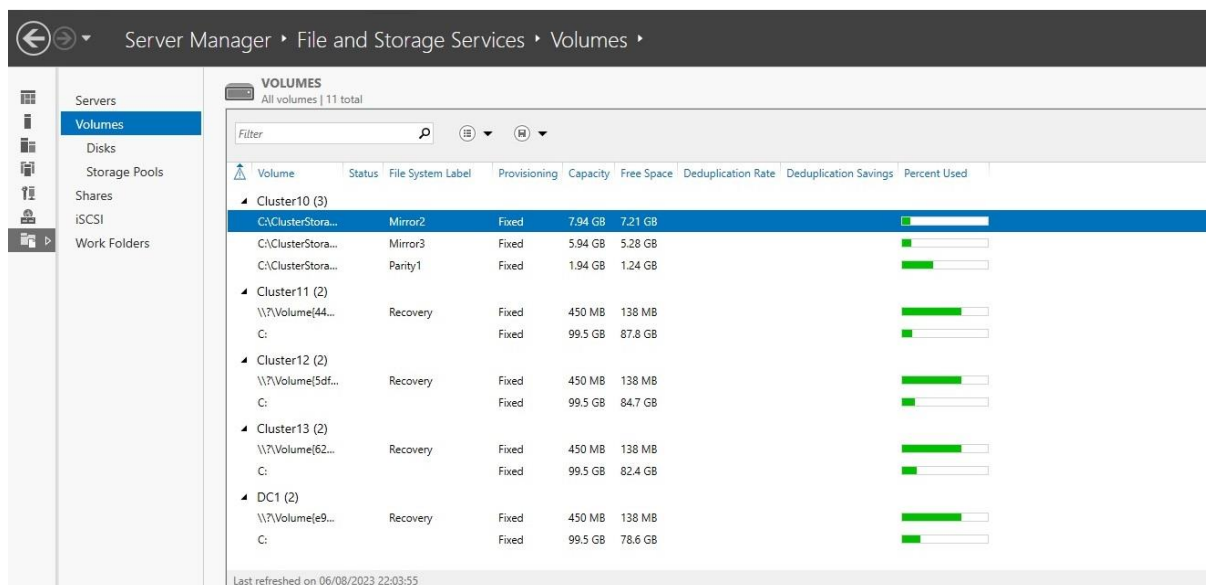 Server Manager ‣ File and Storage Services ‣ Volumes ‣
Servers
Volumes
Disks
Storage Pools
Shares
iSCSI
Work Folders
VOLUMES
All volumes | 11 total
Filter
Volume Status File System Label Provisioning Capacity Free Space Deduplication Rate Deduplication Savings Percent Used
Cluster10 (3)
C:\ClusterStora... Mirror2 Fixed 7.94 GB 7.21 GB
C:\ClusterStora... Mirror3 Fixed 5.94 GB 5.28 GB
C:\ClusterStora... Parity1 Fixed 1.94 GB 1.24 GB
Cluster11 (2)
\\?\Volume{44... Recovery Fixed 450 MB 138 MB
C: Fixed 99.5 GB 87.8 GB
Cluster12 (2)
\\?\Volume{5df... Recovery Fixed 450 MB 138 MB
C: Fixed 99.5 GB 84.7 GB
Cluster13 (2)
\\?\Volume{62... Recovery Fixed 450 MB 138 MB
C: Fixed 99.5 GB 82.4 GB
DC1 (2)
\\?\Volume{e9... Recovery Fixed 450 MB 138 MB
C: Fixed 99.5 GB 78.6 GB
Last refreshed on 06/08/2023 22:03:55